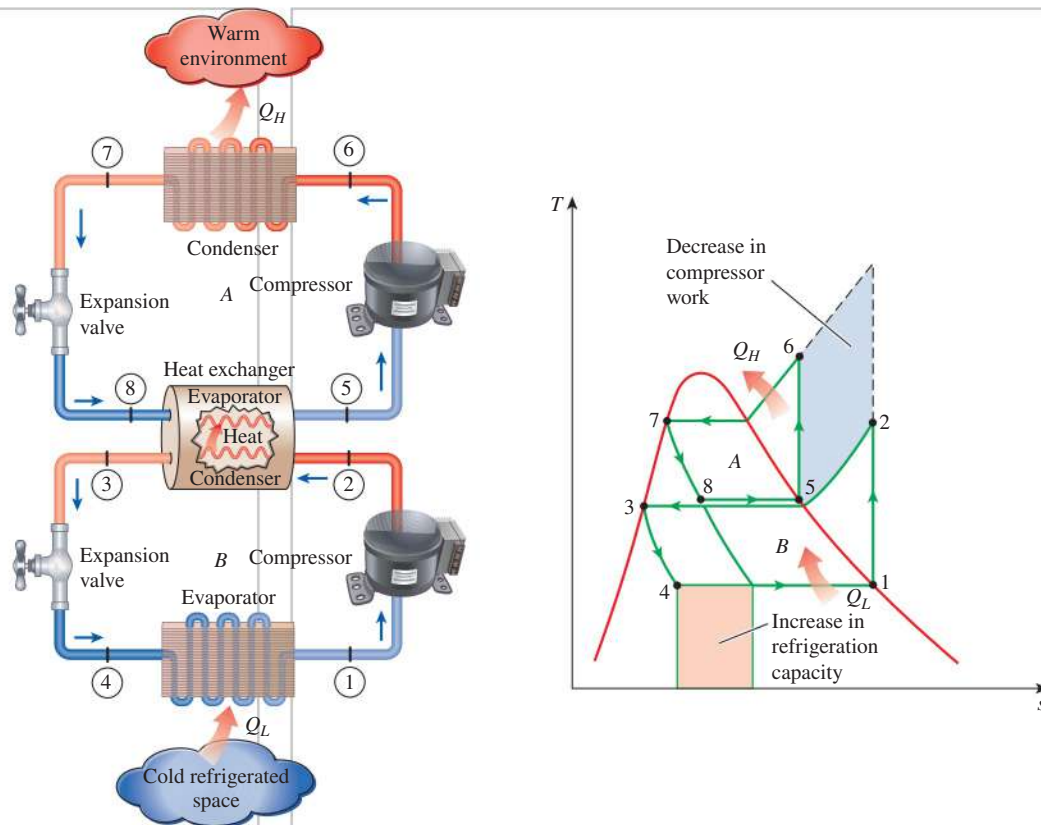 Warm
environment
Q_H
7
6
Condenser
Expansion
valve
A
Compressor
Heat exchanger
8
Evaporator
5
Heat
3
Condenser
2
Expansion
valve
B
Compressor
Evaporator
4
1
Q_L
Cold refrigerated
space
T
Decrease in
compressor
work
6
Q_H
7
2
A
8
5
3
B
4
1
Q_L
Increase in
refrigeration
capacity
s